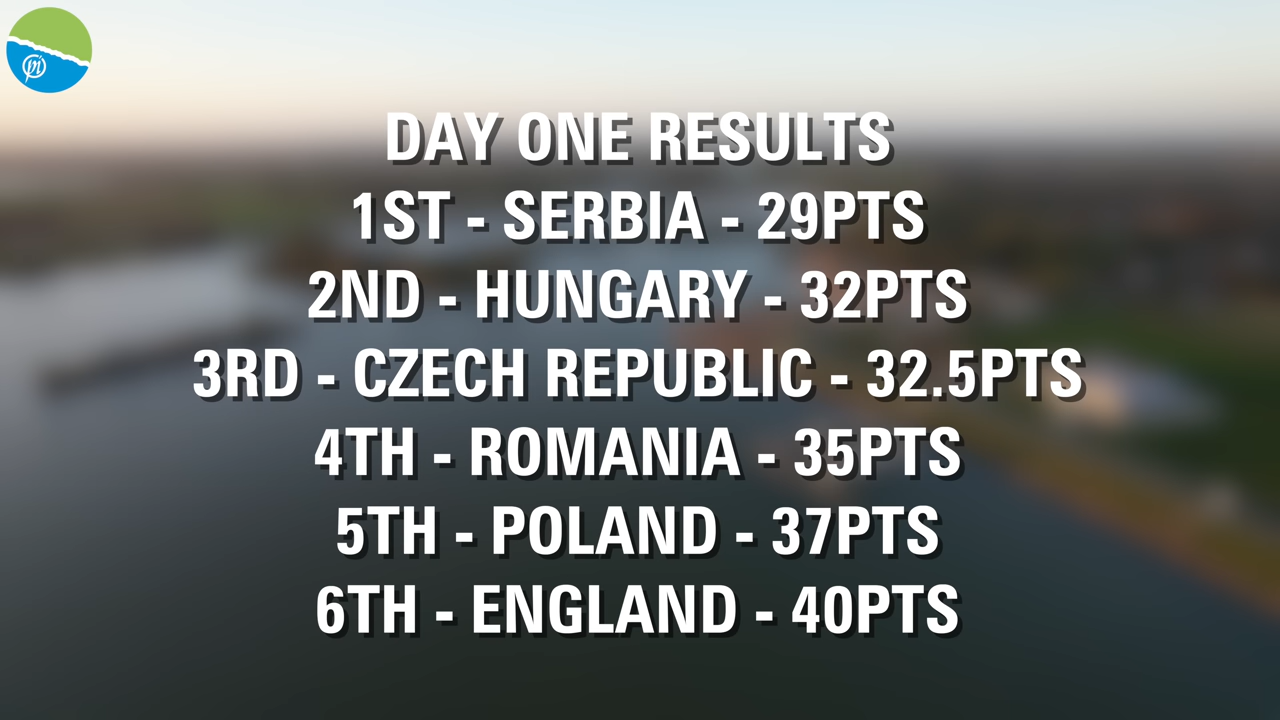 DAY ONE RESULTS
1ST - SERBIA - 29PTS
2ND - HUNGARY - 32PTS
3RD - CZECH REPUBLIC - 32.5PTS
4TH - ROMANIA - 35PTS
5TH - POLAND - 37PTS
6TH - ENGLAND - 40PTS